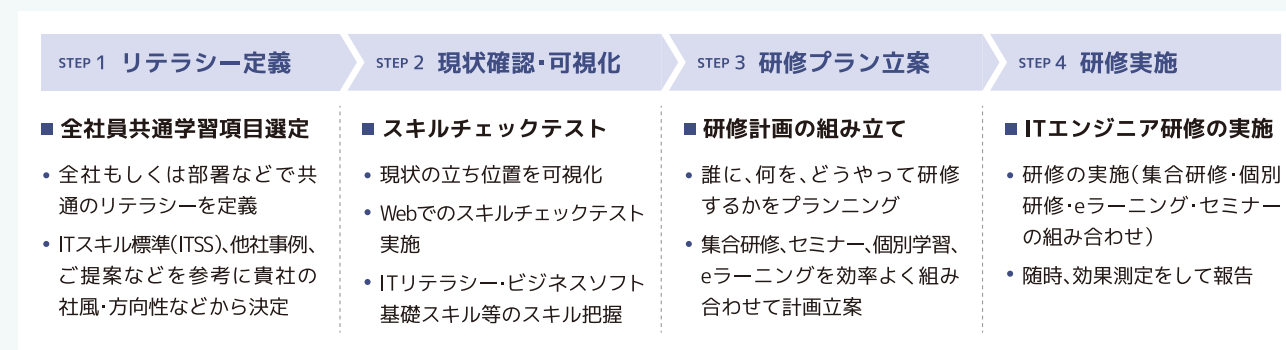 STEP 1 リテラシー定義
STEP 2 現状確認・可視化
STEP 3 研修プラン立案
STEP 4 研修実施
■ 全社員共通学習項目選定
• 全社もしくは部署などで共
通のリテラシーを定義
• ITスキル標準(ITSS)、他社事例、
ご提案などを参考に貴社の
社風・方向性などから決定
■ スキルチェックテスト
• 現状の立ち位置を可視化
• Webでのスキルチェックテスト
実施
• ITリテラシー・ビジネスソフト
基礎スキル等のスキル把握
■ 研修計画の組み立て
• 誰に、何を、どうやって研修
するかをプランニング
• 集合研修、セミナー、個別学習、
eラーニングを効率よく組み
合わせて計画立案
■ ITエンジニア研修の実施
• 研修の実施(集合研修・個別
研修・eラーニング・セミナー
の組み合わせ)
• 随時、効果測定をして報告